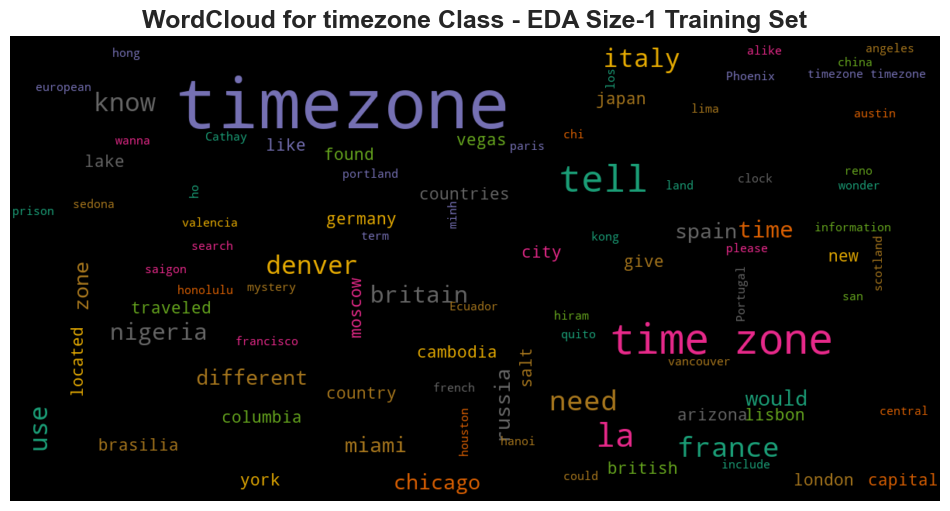 WordCloud for timezone Class - EDA Size-1 Training Set
hong
italy
alike
angeles
european
know
timezone
los
japan
Phoenix
china
timezone timezone
lima
austin
wanna
Cathay
like
found
vegas
paris
chi
lake
portland
tell
land
clock
reno
wonder
ho
countries
prison
sedona
valencia
germany
term
minh
kong
spain
time
information
search
city
please
new
scotland
saigon
denver
give
zone
honolulu
mystery
moscow
britain
Ecuador
Portugal
san
traveled
hiram
nigeria
francisco
quito
time zone
located
cambodia
salt
vancouver
different
country
french
russia
need
would
use
columbia
houston
arizona
lisbon
central
brasilia
miami
hanoi
la
france
york
chicago
could
british
include
london
capital